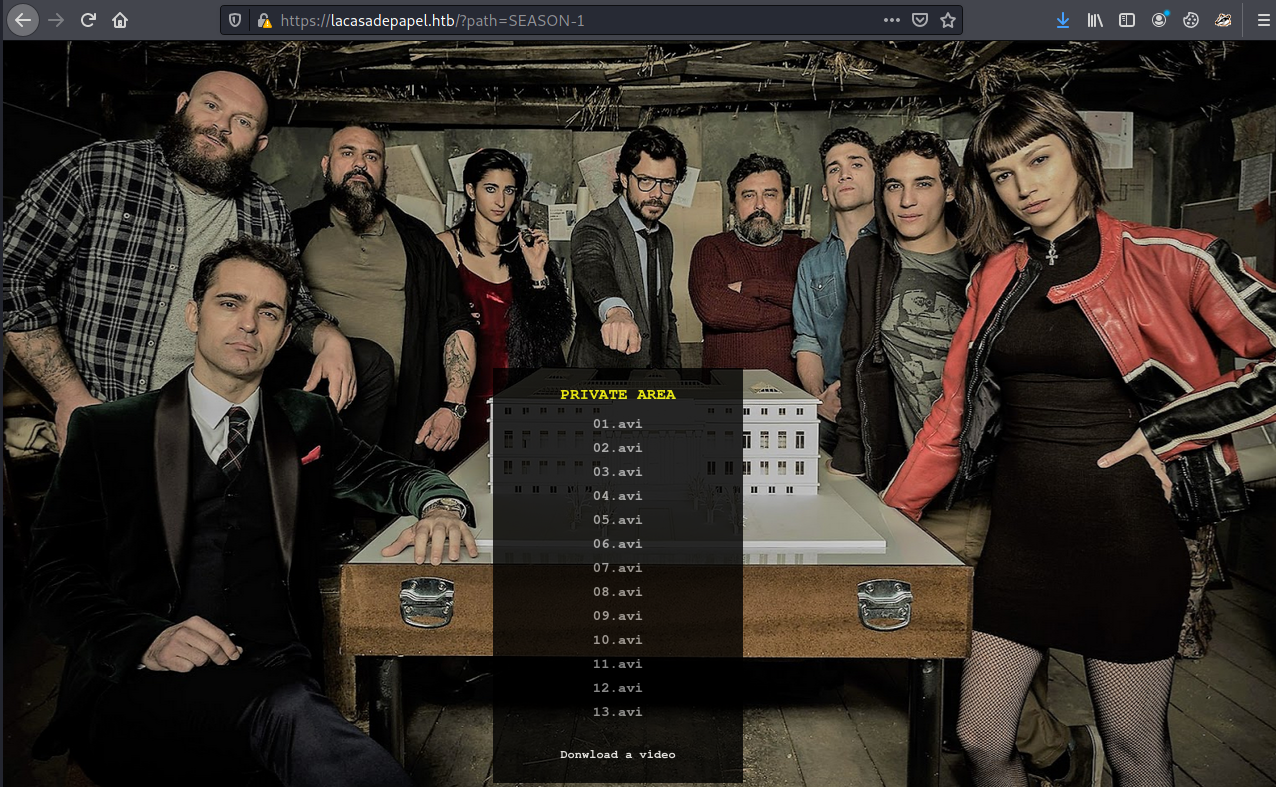 https://lacasadepapel.htb/?path=SEASON-1
PRIVATE AREA
01.avi
02.avi
03.avi
04.avi
05.avi
06.avi
07.avi
08.avi
09.avi
10.avi
11.avi
12.avi
13.avi
Donwload a video